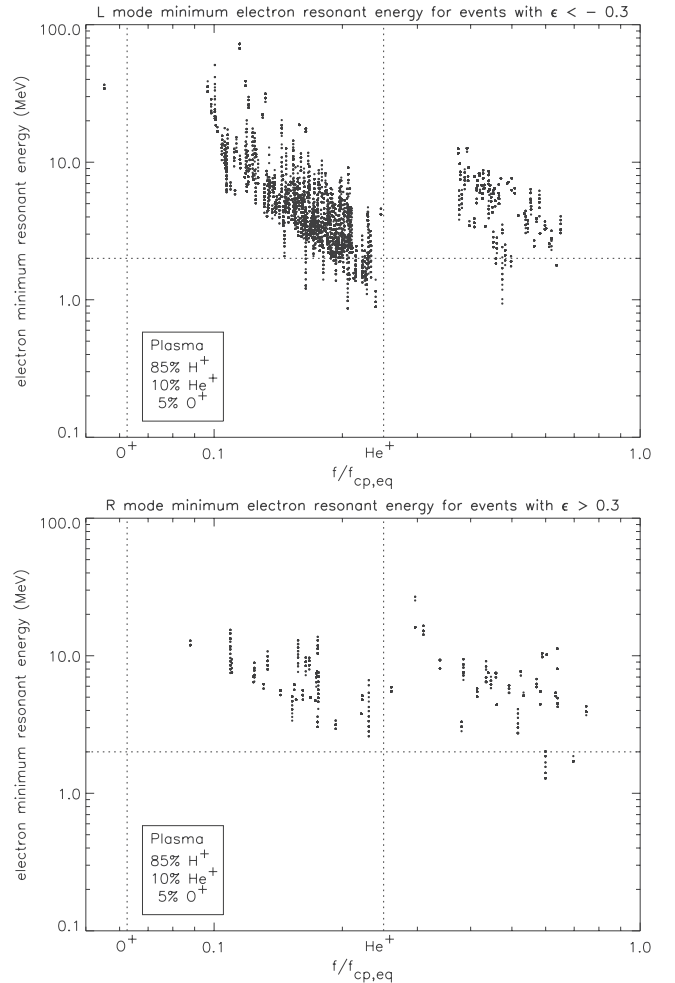 L mode minimum electron resonant energy for events with ϵ < − 0.3
100.0
10.0
1.0
0.1
electron minimum resonant energy (MeV)
Plasma
85% H+
10% He+
5% O+
O+ 0.1 He+ 1.0
f/fcp,eq
R mode minimum electron resonant energy for events with ϵ > 0.3
100.0
10.0
1.0
0.1
electron minimum resonant energy (MeV)
Plasma
85% H+
10% He+
5% O+
O+ 0.1 He+ 1.0
f/fcp,eq